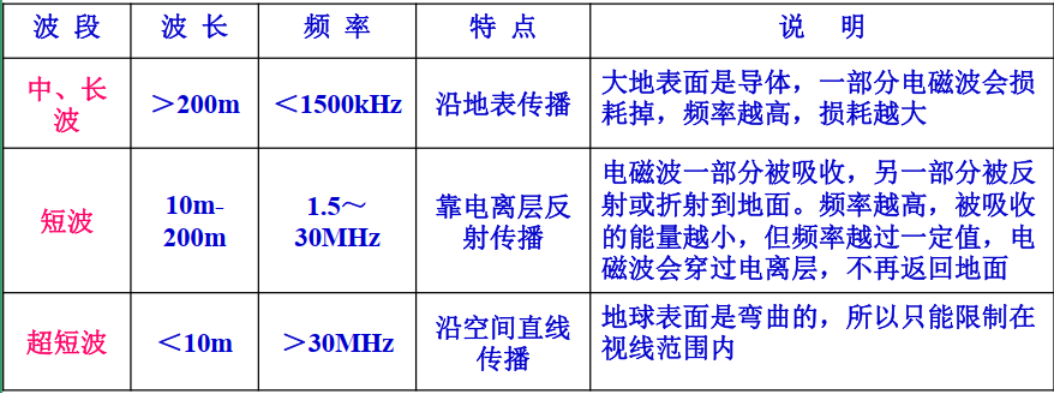 波 段 波 长 频 率 特 点 说 明
中、长
波
>200m
<1500kHz
沿地表传播
大地表面是导体，一部分电磁波会损
耗掉，频率越高，损耗越大
短波
10m-
200m
1.5～
30MHz
靠电离层反
射传播
电磁波一部分被吸收，另一部分被反
射或折射到地面。频率越高，被吸收
的能量越小，但频率越过一定值，电
磁波会穿过电离层，不再返回地面
超短波
<10m
>30MHz
沿空间直线
传播
地球表面是弯曲的，所以只能限制在
视线范围内